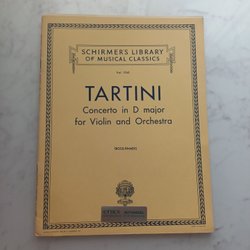 SCHIRMER'S LIBRARY
OF MUSICAL CLASSICS
TARTINI
Concerto in D major
for Violin and Orchestra